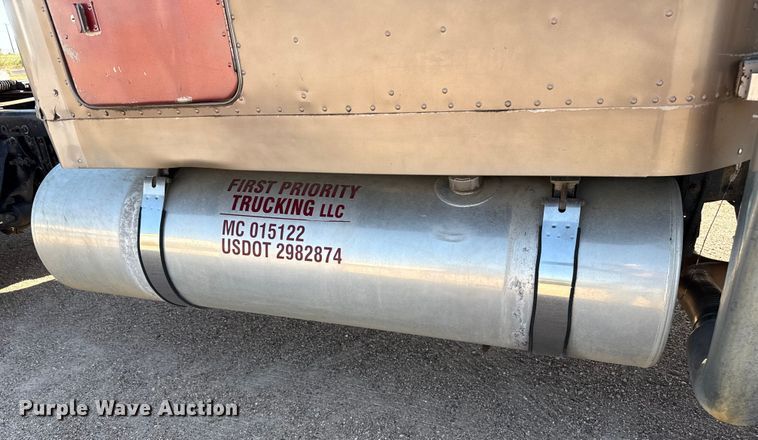 FIRST PRIORITY
TRUCKING LLC
MC 015122
USDOT 2982874
Purple Wave Auction